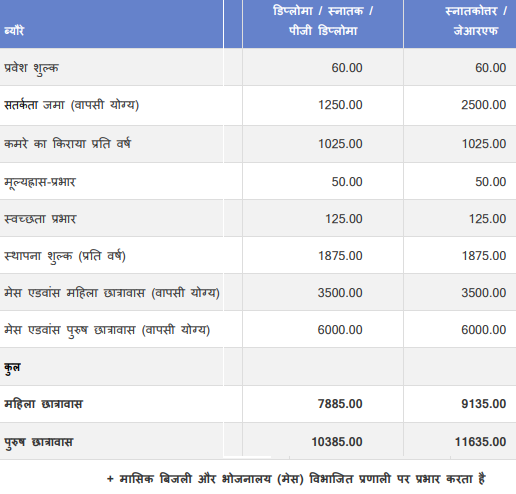 ब्यौरे डिप्लोमा / स्नातक / स्नातकोत्तर /
पीजी डिप्लोमा जेआरएफ
प्रवेश शुल्क 60.00 60.00
सतर्कता जमा (वापसी योग्य) 1250.00 2500.00
कमरे का किराया प्रति वर्ष 1025.00 1025.00
मूल्यह्रास-प्रभार 50.00 50.00
स्वच्छता प्रभार 125.00 125.00
स्थापना शुल्क (प्रति वर्ष) 1875.00 1875.00
मेस एडवांस महिला छात्रावास (वापसी योग्य) 3500.00 3500.00
मेस एडवांस पुरुष छात्रावास (वापसी योग्य) 6000.00 6000.00
कुल
महिला छात्रावास 7885.00 9135.00
पुरुष छात्रावास 10385.00 11635.00
+ मासिक बिजली और भोजनालय (मेस) विभाजित प्रणाली पर प्रभार करता है